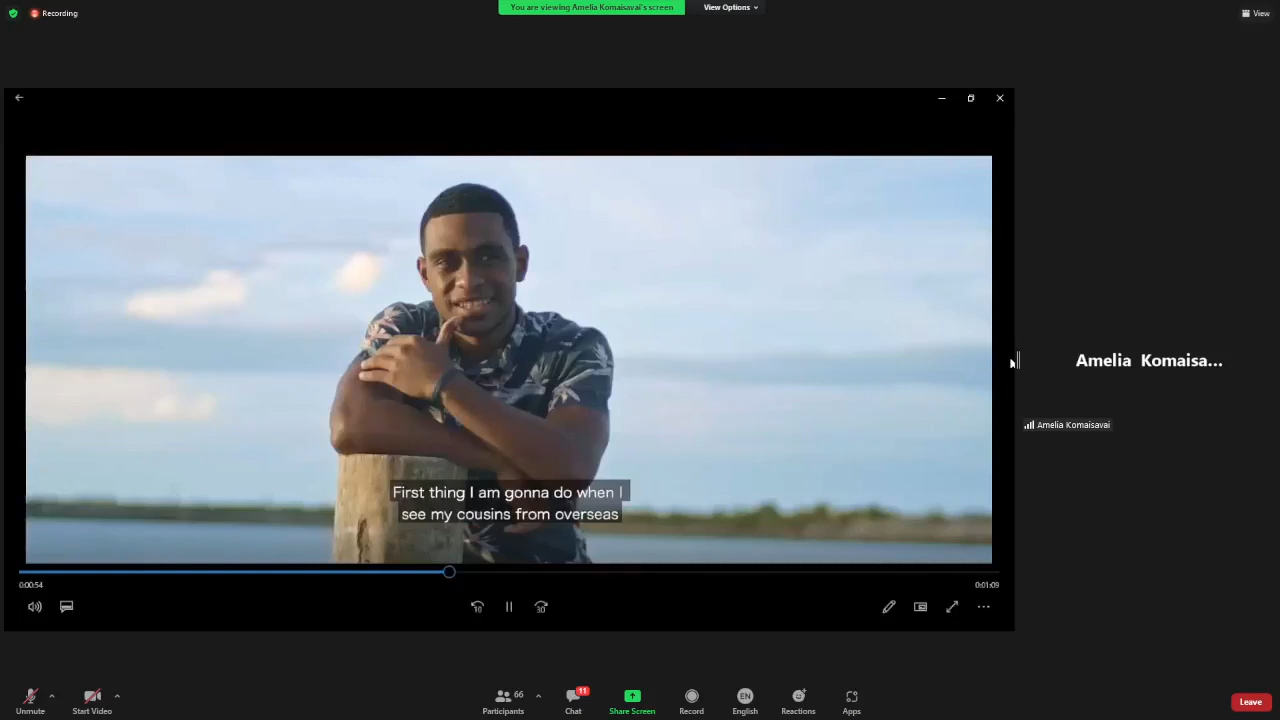 Recording
You are viewing Amelia Komaisavai's screen
View Options
View
First thing I am gonna do when I
see my cousins from overseas
Amelia Komaisa...
Amelia Komaisavai
0:00:54
0:01:09
10
30
Unmute
Start Video
66
Participants
11
Chat
Share Screen
Record
EN
English
Reactions
Apps
Leave